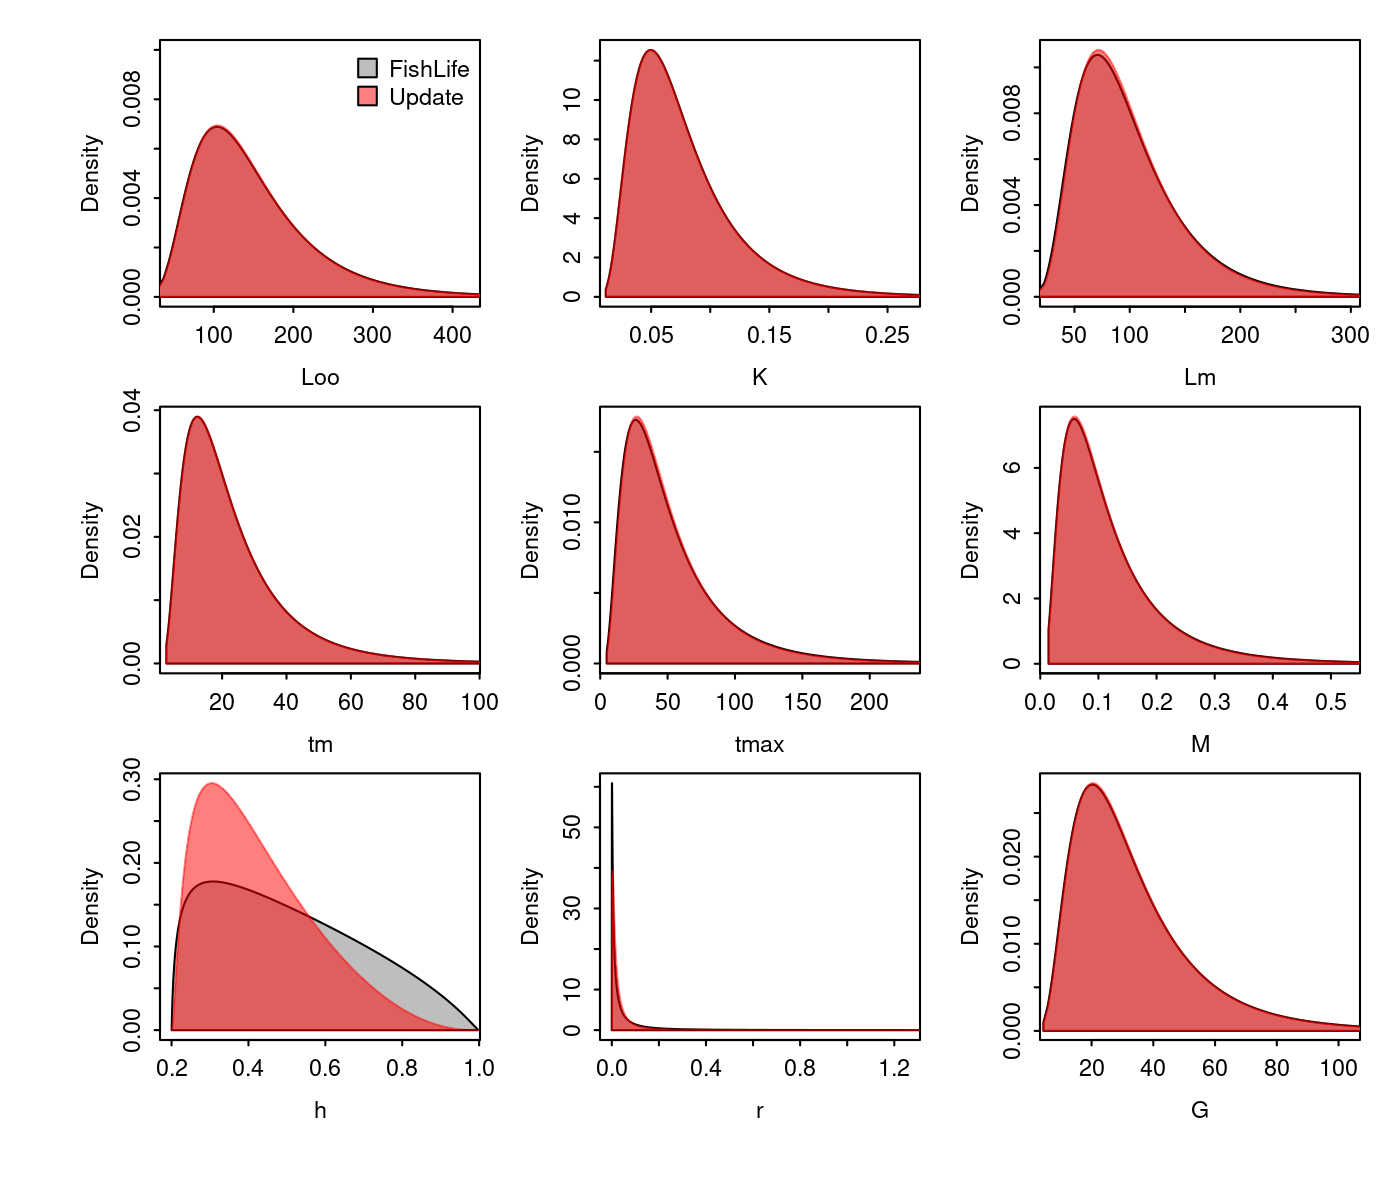 FishLife
Update
Density
0.000 0.004 0.008
100 200 300 400
Loo
Density
0 2 4 6 8 10
0.05 0.15 0.25
K
Density
0.000 0.004 0.008
50 100 200 300
Lm
Density
0.00 0.02 0.04
20 40 60 80 100
tm
Density
0.000 0.010
0 50 100 150 200
tmax
Density
0 2 4 6
0.0 0.1 0.2 0.3 0.4 0.5
M
Density
0.00 0.10 0.20 0.30
0.2 0.4 0.6 0.8 1.0
h
Density
0 10 30 50
0.0 0.4 0.8 1.2
r
Density
0.000 0.010 0.020
20 40 60 80 100
G